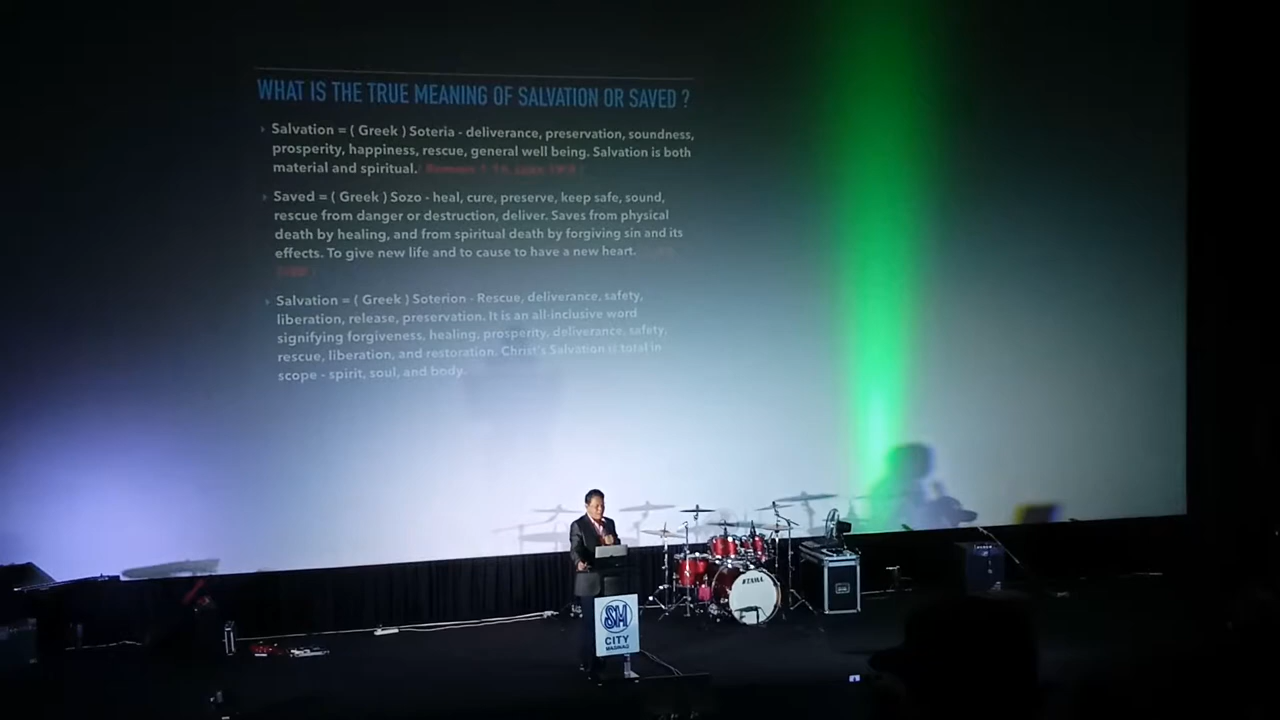 WHAT IS THE TRUE MEANING OF SALVATION OR SAVED ?
Salvation = ( Greek ) Soteria - deliverance, preservation, soundness,
prosperity, happiness, rescue, general well being. Salvation is both
material and spiritual.
Saved = ( Greek ) Sozo - heal, cure, preserve, keep safe, sound,
rescue from danger or destruction, deliver. Saves from physical
death by healing, and from spiritual death by forgiving sin and its
effects. To give new life and to cause to have a new heart.
Salvation = ( Greek ) Soterion - Rescue, deliverance, safety,
liberation, release, preservation. It is an all-inclusive word
signifying forgiveness, healing, prosperity, deliverance, safety,
rescue, liberation, and restoration. Christ's Salvation is total in
scope - spirit, soul, and body.
TAMA
SM
CITY